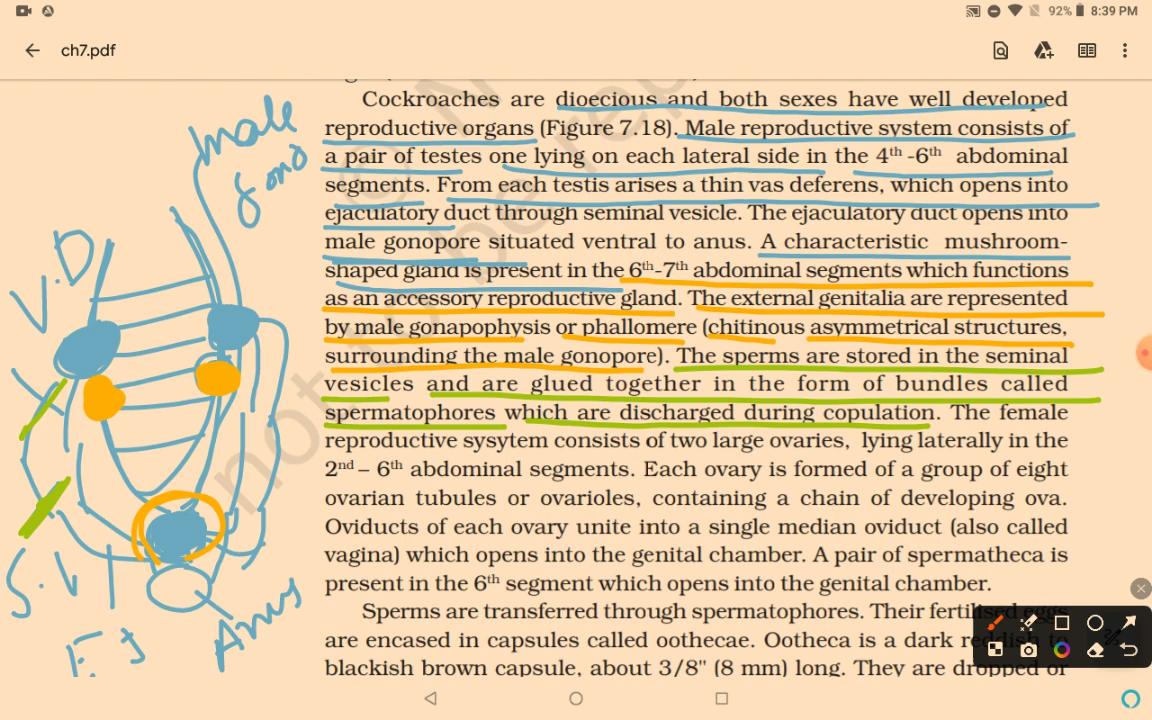 92% 8:39 PM
ch7.pdf
Cockroaches are dioecious and both sexes have well developed
reproductive organs (Figure 7.18). Male reproductive system consists of
a pair of testes one lying on each lateral side in the 4th -6th abdominal
segments. From each testis arises a thin vas deferens, which opens into
ejaculatory duct through seminal vesicle. The ejaculatory duct opens into
male gonopore situated ventral to anus. A characteristic mushroom-
shaped gland is present in the 6th-7th abdominal segments which functions
as an accessory reproductive gland. The external genitalia are represented
by male gonapophysis or phallomere (chitinous asymmetrical structures,
surrounding the male gonopore). The sperms are stored in the seminal
vesicles and are glued together in the form of bundles called
spermatophores which are discharged during copulation. The female
reproductive sysytem consists of two large ovaries, lying laterally in the
2nd – 6th abdominal segments. Each ovary is formed of a group of eight
ovarian tubules or ovarioles, containing a chain of developing ova.
Oviducts of each ovary unite into a single median oviduct (also called
vagina) which opens into the genital chamber. A pair of spermatheca is
present in the 6th segment which opens into the genital chamber.
Sperms are transferred through spermatophores. Their fertilised eggs
are encased in capsules called oothecae. Ootheca is a dark reddish to
blackish brown capsule, about 3/8" (8 mm) long. They are dropped or
male
gono
V.D
S.V
Ej
Anus
not to be rep
© N